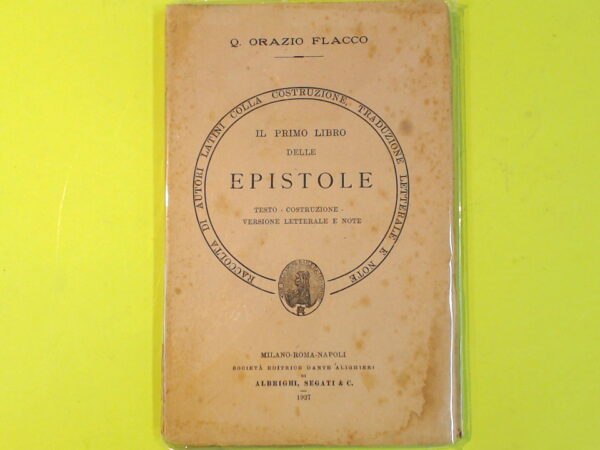 Q. ORAZIO FLACCO
RACCOLTA DI AUTORI LATINI COLLA COSTRUZIONE, TRADUZIONE LETTERALE E NOTE
IL PRIMO LIBRO
DELLE
EPISTOLE
TESTO - COSTRUZIONE -
VERSIONE LETTERALE E NOTE
MILANO-ROMA-NAPOLI
SOCIETÀ EDITRICE DANTE ALIGHIERI
DI
ALBRIGHI, SEGATI & C.
1927